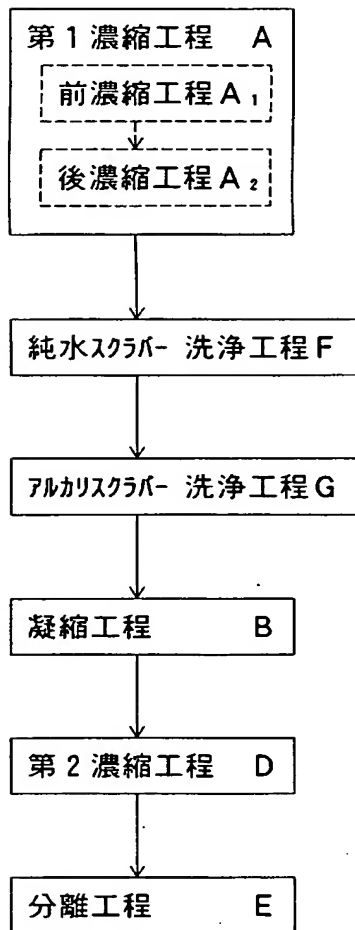 第1濃縮工程 A
前濃縮工程A₁
後濃縮工程A₂
純水ｽｸﾗﾊﾞｰ 洗浄工程F
ｱﾙｶﾘｽｸﾗﾊﾞｰ 洗浄工程G
凝縮工程 B
第2濃縮工程 D
分離工程 E